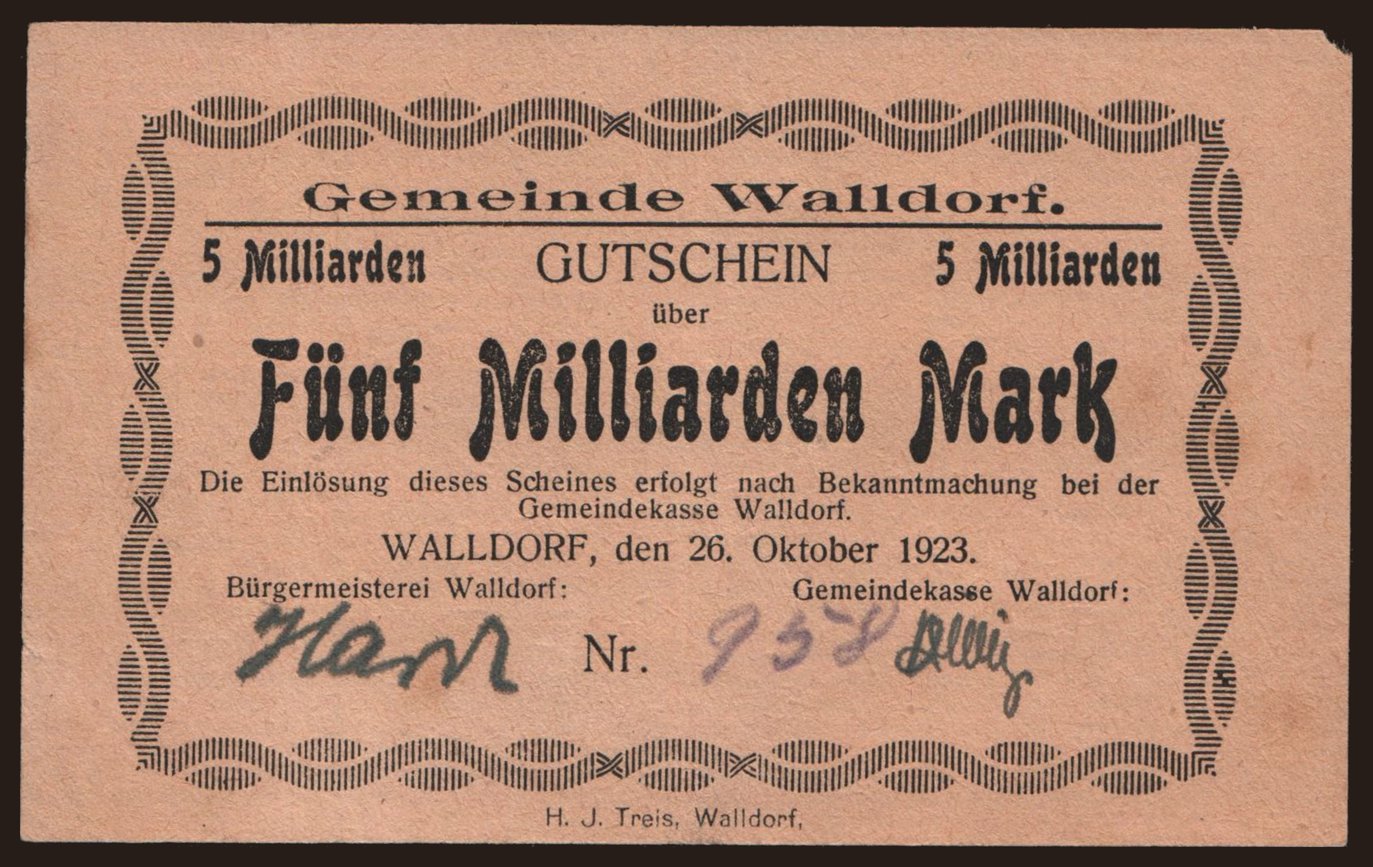 Gemeinde Walldorf.
5 Milliarden GUTSCHEIN 5 Milliarden
über
Fünf Milliarden Mark
Die Einlösung dieses Scheines erfolgt nach Bekanntmachung bei der
Gemeindekasse Walldorf.
WALLDORF, den 26. Oktober 1923.
Bürgermeisterei Walldorf: Gemeindekasse Walldorf:
Nr. 958
H. J. Treis, Walldorf,